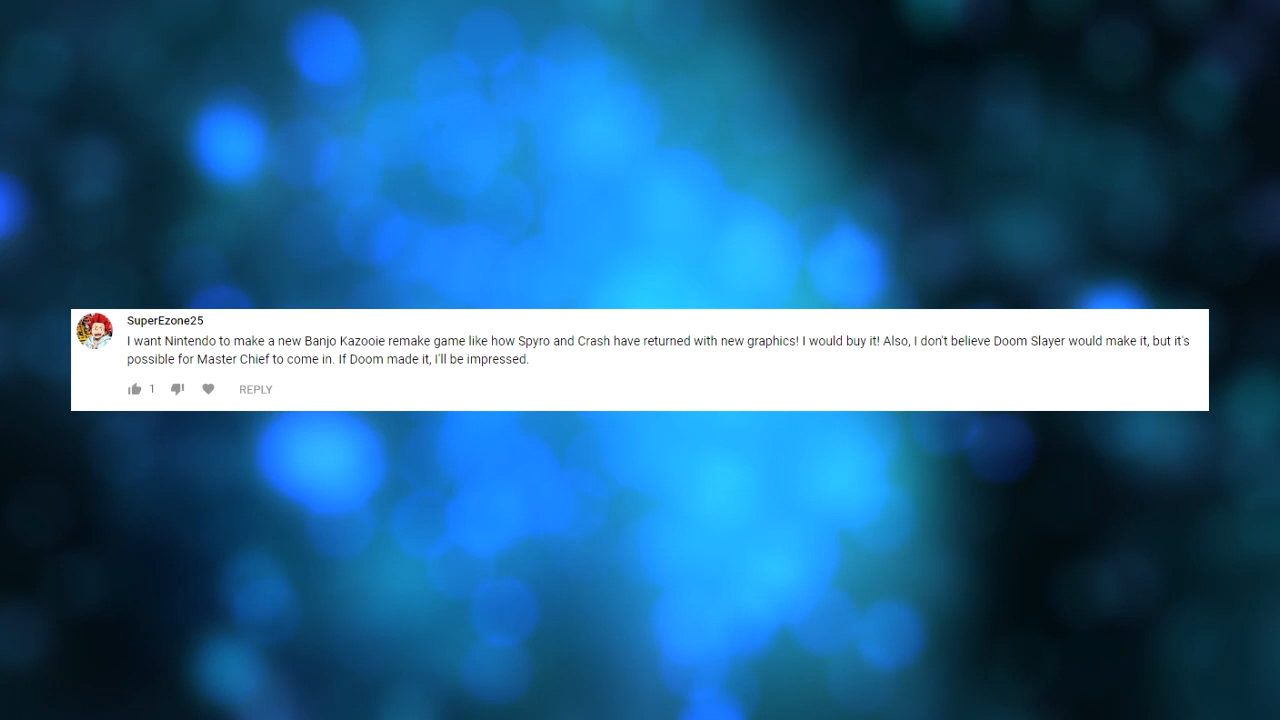 SuperEzone25
I want Nintendo to make a new Banjo Kazooie remake game like how Spyro and Crash have returned with new graphics! I would buy it! Also, I don't believe Doom Slayer would make it, but it's
possible for Master Chief to come in. If Doom made it, I'll be impressed.
1 REPLY